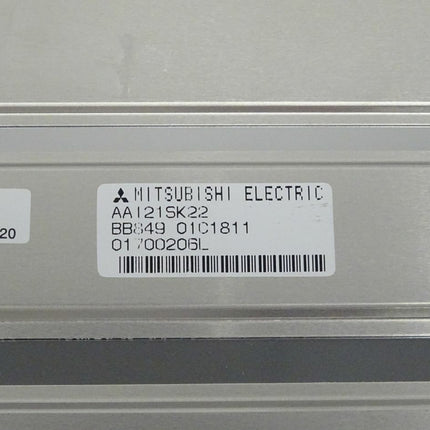 MITSUBISHI ELECTRIC
AA121SK22
BB849 01C1811
01700206L
20